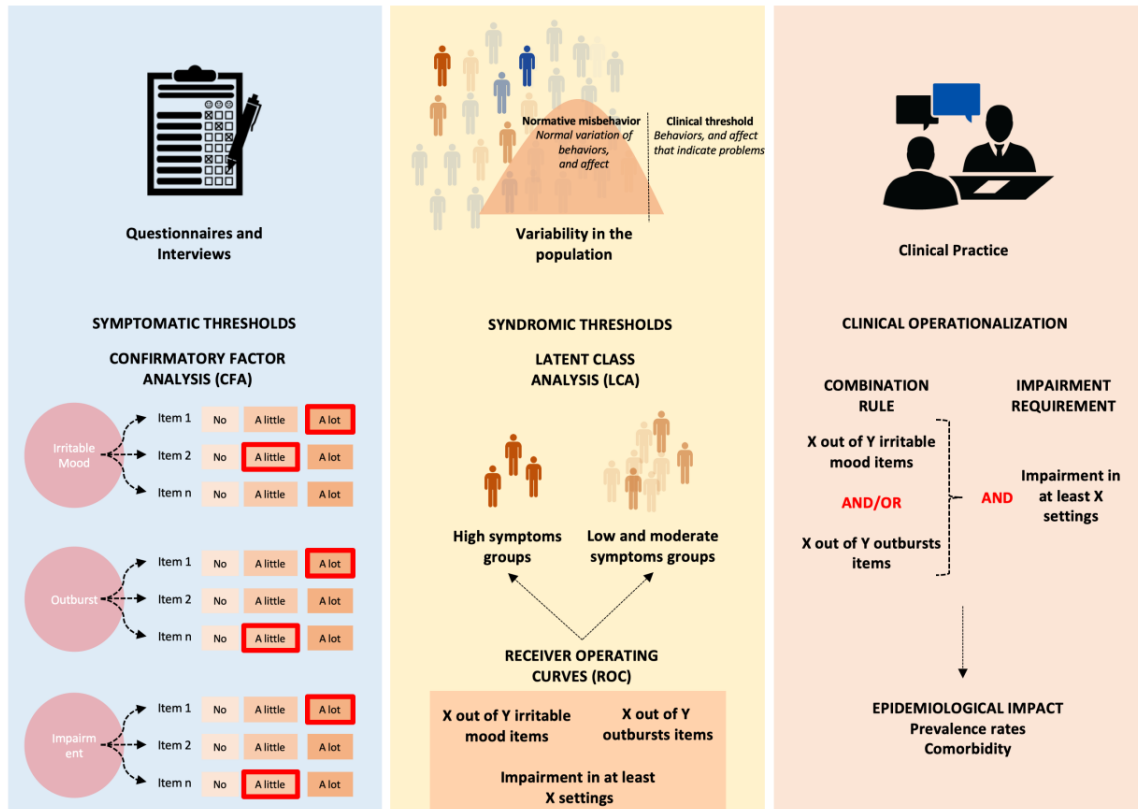 Questionnaires and
Interviews
SYMPTOMATIC THRESHOLDS
CONFIRMATORY FACTOR
ANALYSIS (CFA)
Irritable
Mood
Item 1 No A little A lot
Item 2 No A little A lot
Item n No A little A lot
Outburst
Item 1 No A little A lot
Item 2 No A little A lot
Item n No A little A lot
Impairm
ent
Item 1 No A little A lot
Item 2 No A little A lot
Item n No A little A lot
Normative misbehavior
Normal variation of
behaviors,
and affect
Clinical threshold
Behaviors, and affect
that indicate problems
Variability in the
population
SYNDROMIC THRESHOLDS
LATENT CLASS
ANALYSIS (LCA)
High symptoms
groups
Low and moderate
symptoms groups
RECEIVER OPERATING
CURVES (ROC)
X out of Y irritable
mood items
X out of Y
outbursts items
Impairment in at least
X settings
Clinical Practice
CLINICAL OPERATIONALIZATION
COMBINATION
RULE
IMPAIRMENT
REQUIREMENT
X out of Y irritable
mood items
AND/OR
X out of Y outbursts
items
AND
Impairment in
at least X
settings
EPIDEMIOLOGICAL IMPACT
Prevalence rates
Comorbidity